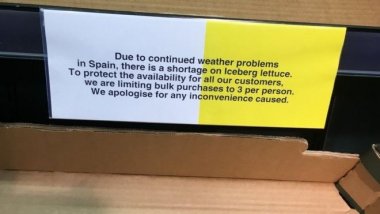 Due to continued weather problems
in Spain, there is a shortage on Iceberg lettuce.
To protect the availability for all our customers,
we are limiting bulk purchases to 3 per person.
We apologise for any inconvenience caused.